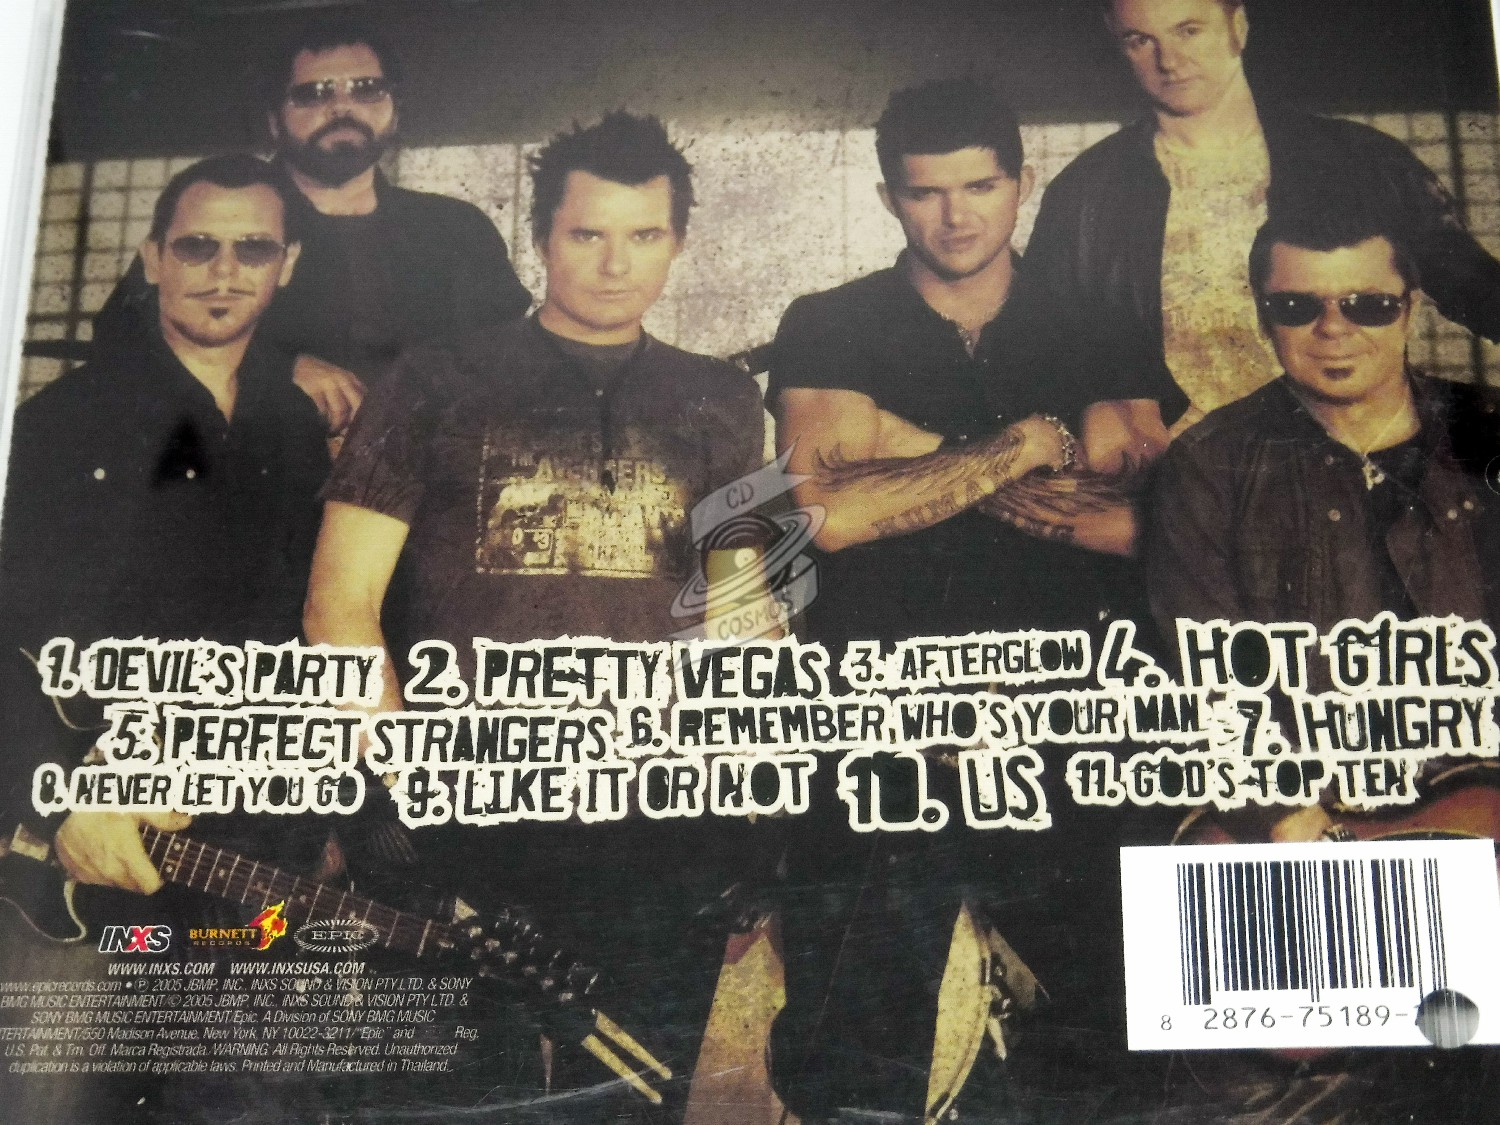 THE AVENGERS
HUMAN
CD
COSMOS
1. DEVIL'S PARTY 2. PRETTY VEGAS 3. AFTERGLOW 4. HOT GIRLS
5. PERFECT STRANGERS 6. REMEMBER, WHO'S YOUR MAN 7. HUNGRY
8. NEVER LET YOU GO 9. LIKE IT OR NOT 10. US 11. GOD'S TOP TEN
INXS BURNETT RECORDS EPIC
WWW.INXS.COM WWW.INXSUSA.COM
www.epicrecords.com • ℗ 2005 JBMP, INC., INXS SOUND & VISION PTY LTD. & SONY
BMG MUSIC ENTERTAINMENT/© 2005 JBMP, INC., INXS SOUND & VISION PTY LTD. &
SONY BMG MUSIC ENTERTAINMENT/Epic. A Division of SONY BMG MUSIC
TERTAINMENT/550 Madison Avenue, New York, NY 10022-3211/"Epic" and Reg.
U.S. Pat. & Tm. Off. Marca Registrada./WARNING: All Rights Reserved. Unauthorized
duplication is a violation of applicable laws. Printed and Manufactured in Thailand.
8 2876-75189-